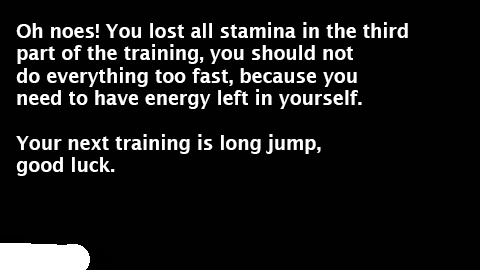 Oh noes! You lost all stamina in the third
part of the training, you should not
do everything too fast, because you
need to have energy left in yourself.
Your next training is long jump,
good luck.